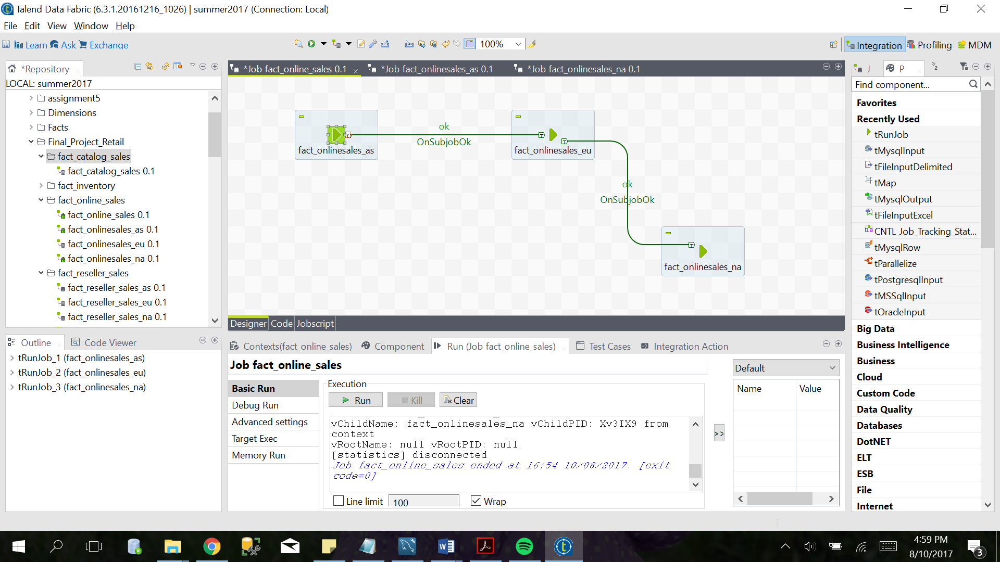 Talend Data Fabric (6.3.1.20161216_1026) | summer2017 (Connection: Local)
File Edit View Window Help
Learn Ask Exchange
100%
Integration Profiling MDM
*Repository
LOCAL: summer2017
assignment5
Dimensions
Facts
Final_Project_Retail
fact_catalog_sales
fact_catalog_sales 0.1
fact_inventory
fact_online_sales
fact_online_sales 0.1
fact_onlinesales_as 0.1
fact_onlinesales_eu 0.1
fact_onlinesales_na 0.1
fact_reseller_sales
fact_reseller_sales_as 0.1
fact_reseller_sales_eu 0.1
fact_reseller_sales_na 0.1
Outline Code Viewer
tRunJob_1 (fact_onlinesales_as)
tRunJob_2 (fact_onlinesales_eu)
tRunJob_3 (fact_onlinesales_na)
*Job fact_online_sales 0.1 *Job fact_onlinesales_as 0.1 *Job fact_onlinesales_na 0.1
ok
OnSubjobOk
fact_onlinesales_as
fact_onlinesales_eu
ok
OnSubjobOk
fact_onlinesales_na
Designer Code Jobscript
Contexts(fact_online_sales) Component Run (Job fact_online_sales) Test Cases Integration Action
Job fact_online_sales
Basic Run
Debug Run
Advanced settings
Target Exec
Memory Run
Execution
Run Kill Clear
vChildName: fact_onlinesales_na vChildPID: Xv3IX9 from
context
vRootName: null vRootPID: null
[statistics] disconnected
Job fact_online_sales ended at 16:54 10/08/2017. [exit
code=0]
Line limit 100 Wrap
>>
Default
Name Value
J P »2
Find component...
Favorites
Recently Used
tRunJob
tMysqlInput
tFileInputDelimited
tMap
tMysqlOutput
tFileInputExcel
CNTL_Job_Tracking_Stat...
tMysqlRow
tParallelize
tPostgresqlInput
tMSSqlInput
tOracleInput
Big Data
Business Intelligence
Business
Cloud
Custom Code
Data Quality
Databases
DotNET
ELT
ESB
File
Internet
4:59 PM
8/10/2017
3